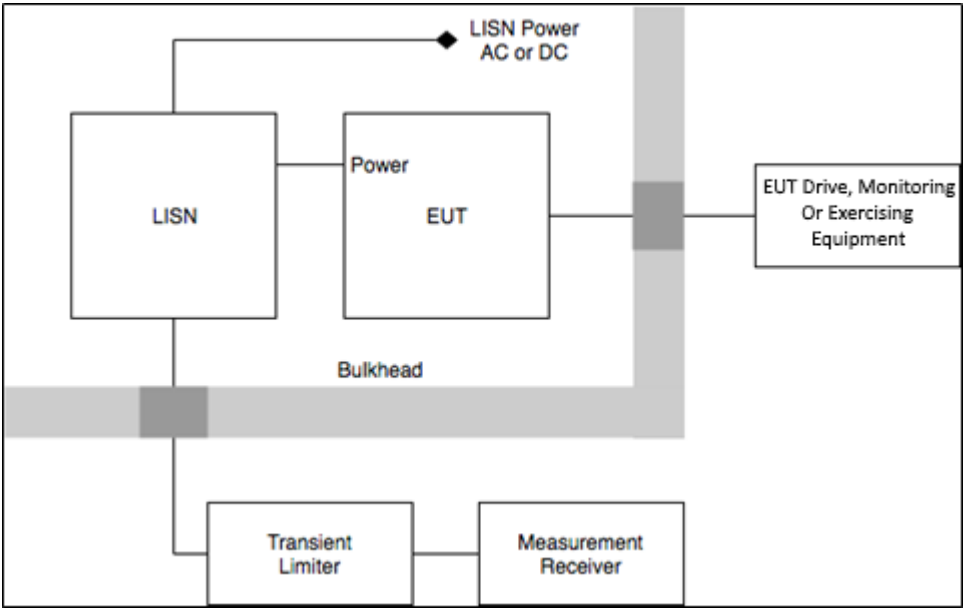 LISN Power
AC or DC
Power
LISN
EUT
EUT Drive, Monitoring
Or Exercising
Equipment
Bulkhead
Transient
Limiter
Measurement
Receiver